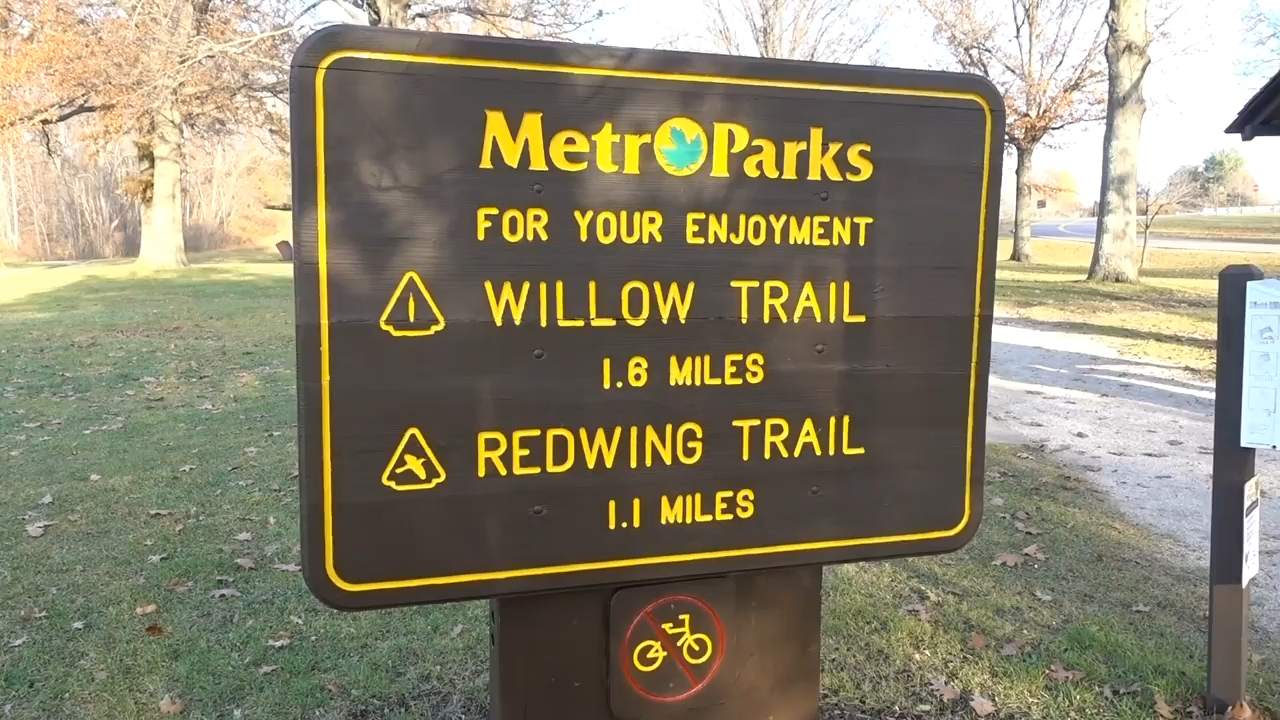 MetroParks
FOR YOUR ENJOYMENT
WILLOW TRAIL
1.6 MILES
REDWING TRAIL
1.1 MILES